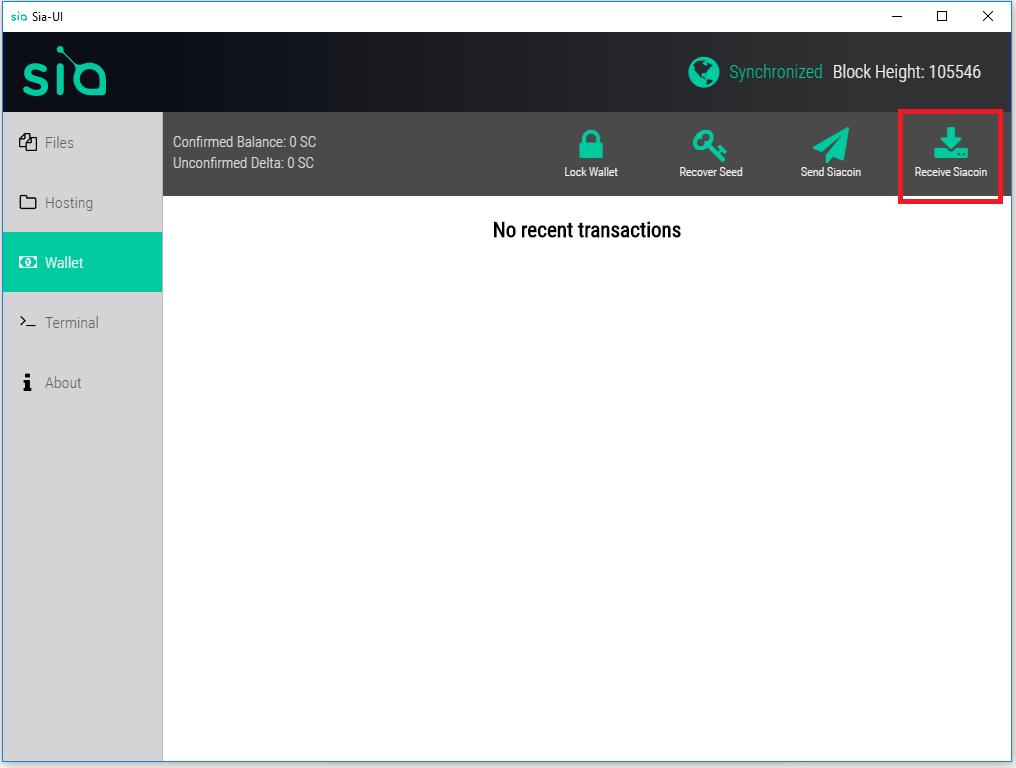 sia Sia-UI
sia
Synchronized Block Height: 105546
Files
Hosting
Wallet
Terminal
About
Confirmed Balance: 0 SC
Unconfirmed Delta: 0 SC
Lock Wallet
Recover Seed
Send Siacoin
Receive Siacoin
No recent transactions